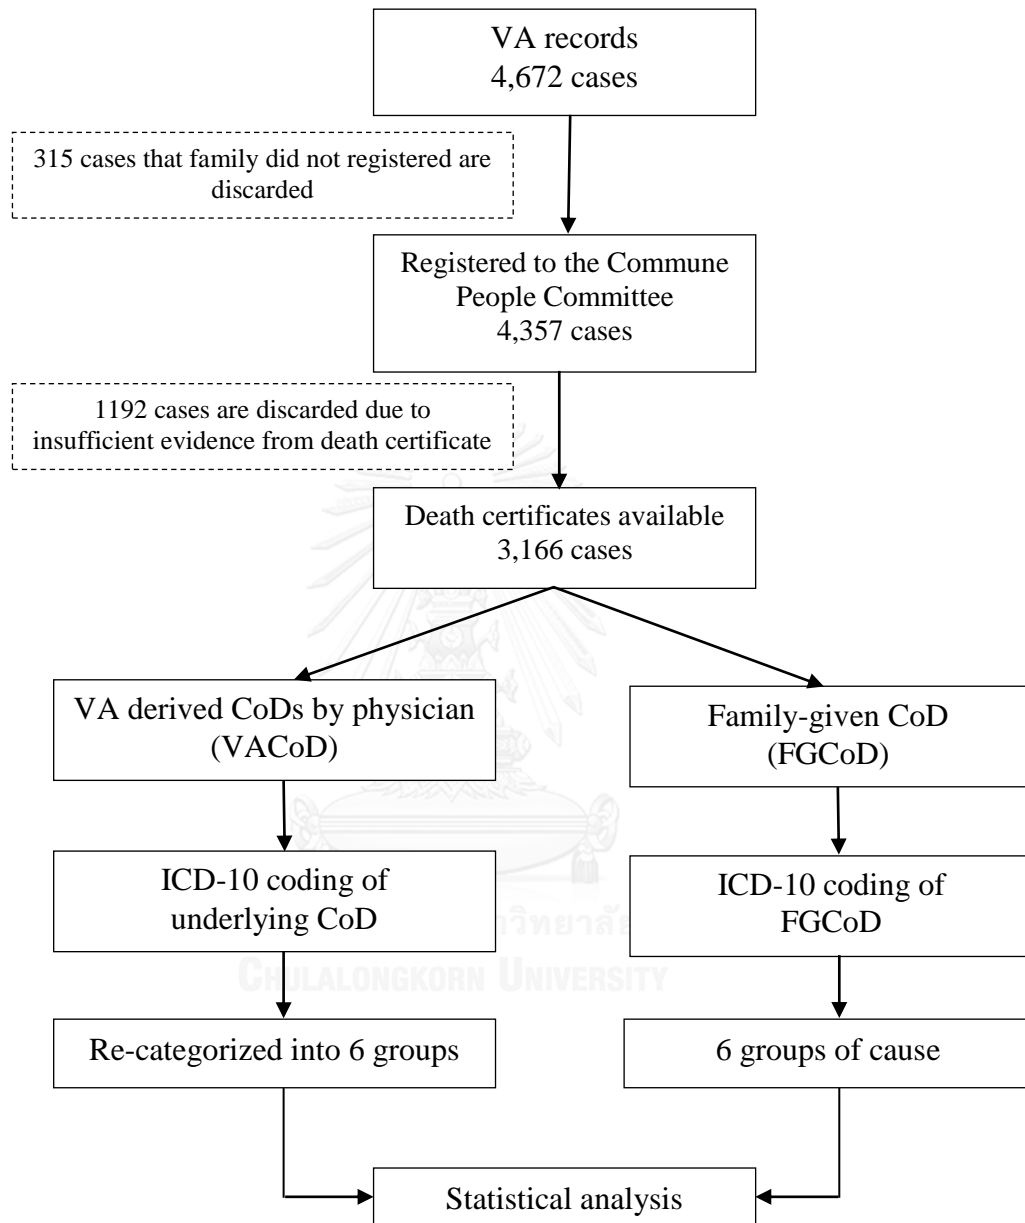 VA records
4,672 cases
315 cases that family did not registered are
discarded
Registered to the Commune
People Committee
4,357 cases
1192 cases are discarded due to
insufficient evidence from death certificate
Death certificates available
3,166 cases
VA derived CoDs by physician
(VACoD)
Family-given CoD
(FGCoD)
ICD-10 coding of
underlying CoD
ICD-10 coding of
FGCoD
CHULALONGKORN UNIVERSITY
Re-categorized into 6 groups
6 groups of cause
Statistical analysis